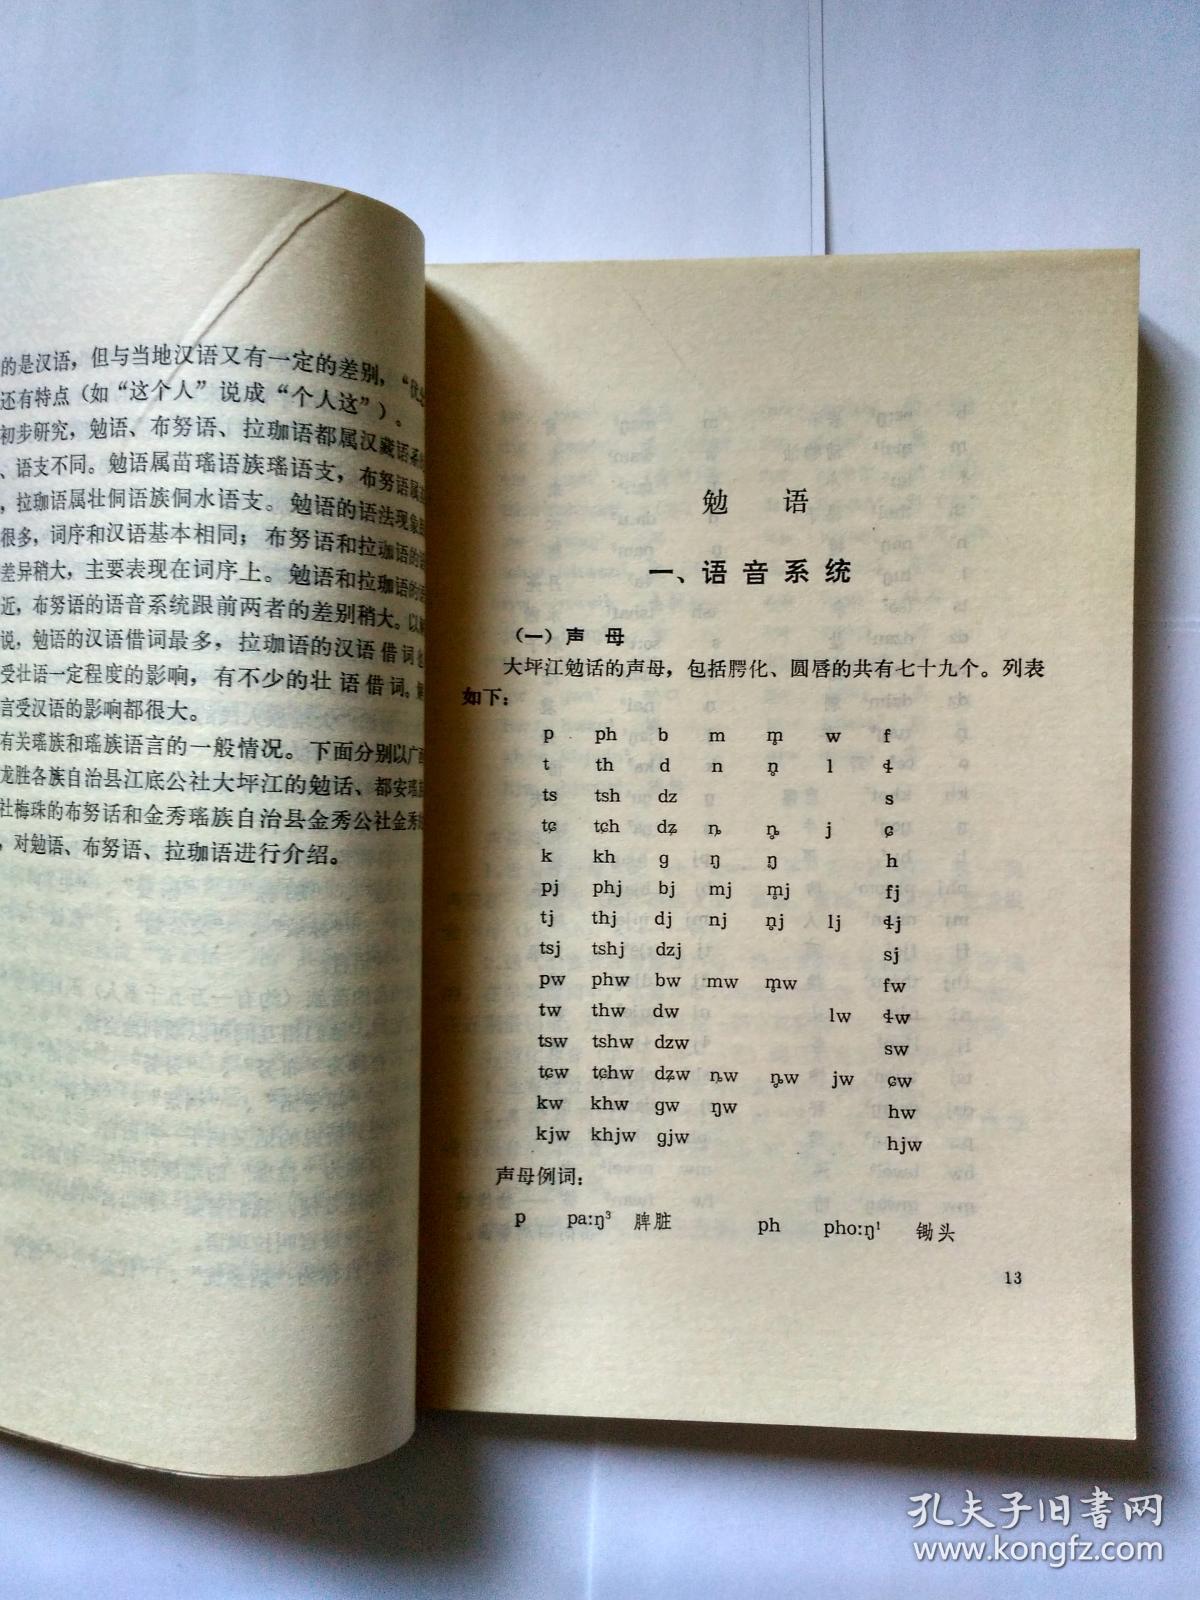 的是汉语，但与当地汉语又有一定的差别，
还有特点（如“这个人”说成“个人这”）。
初步研究，勉语、布努语、拉珈语都属汉藏语系
、语支不同。勉语属苗瑶语族瑶语支，布努语属
，拉珈语属壮侗语族侗水语支。勉语的语法现象
很多，词序和汉语基本相同；布努语和拉珈语的
差异稍大，主要表现在词序上。勉语和拉珈语的
近，布努语的语音系统跟前两者的差别稍大。以
说，勉语的汉语借词最多，拉珈语的汉语借词
受壮语一定程度的影响，有不少的壮语借词。
言受汉语的影响都很大。
有关瑶族和瑶族语言的一般情况。下面分别以广西
龙胜各族自治县江底公社大坪江的勉话、都安瑶族
社梅珠的布努话和金秀瑶族自治县金秀公社金秀
，对勉语、布努语、拉珈语进行介绍。
勉 语
一、语音系统
（一）声 母
大坪江勉话的声母，包括腭化、圆唇的共有七十九个。列表
如下：
p ph b m m̥ w f
t th d n n̥ l ɬ
ts tsh dz s
tɕ tɕh dʑ ȵ ȵ̥ j ɕ
k kh g ŋ ŋ̥ h
pj phj bj mj m̥j fj
tj thj dj nj n̥j lj ɬj
tsj tshj dzj sj
pw phw bw mw m̥w fw
tw thw dw lw ɬw
tsw tshw dzw sw
tɕw tɕhw dʑw ȵw ȵ̥w jw ɕw
kw khw gw ŋw hw
kjw khjw gjw hjw
声母例词：
p pa:ŋ³ 脾脏 ph pho:ŋ¹ 锄头
13
孔夫子旧书网
www.kongfz.com